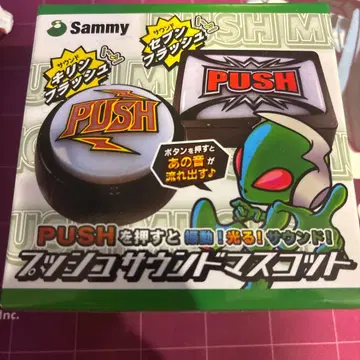 Sammy
サウンド
キリン
フラッシュ
サウンド
セブン
フラッシュ
PUSH
PUSH
ボタンを押すと
あの音が
流れ出す♪
PUSHを押すと 振動!光る!サウンド!
プッシュサウンドマスコット
Inc.